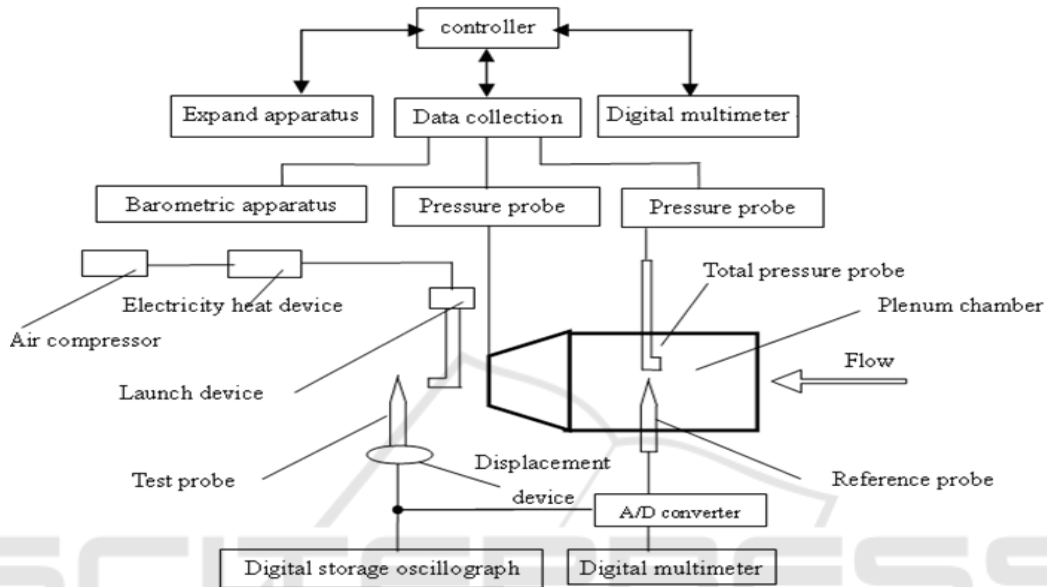 controller
Expand apparatus
Data collection
Digital multimeter
Barometric apparatus
Pressure probe
Pressure probe
Total pressure probe
Electricity heat device
Plenum chamber
Air compressor
Flow
Launch device
Test probe
Displacement
device
Reference probe
A/D converter
Digital storage oscillograph
Digital multimeter